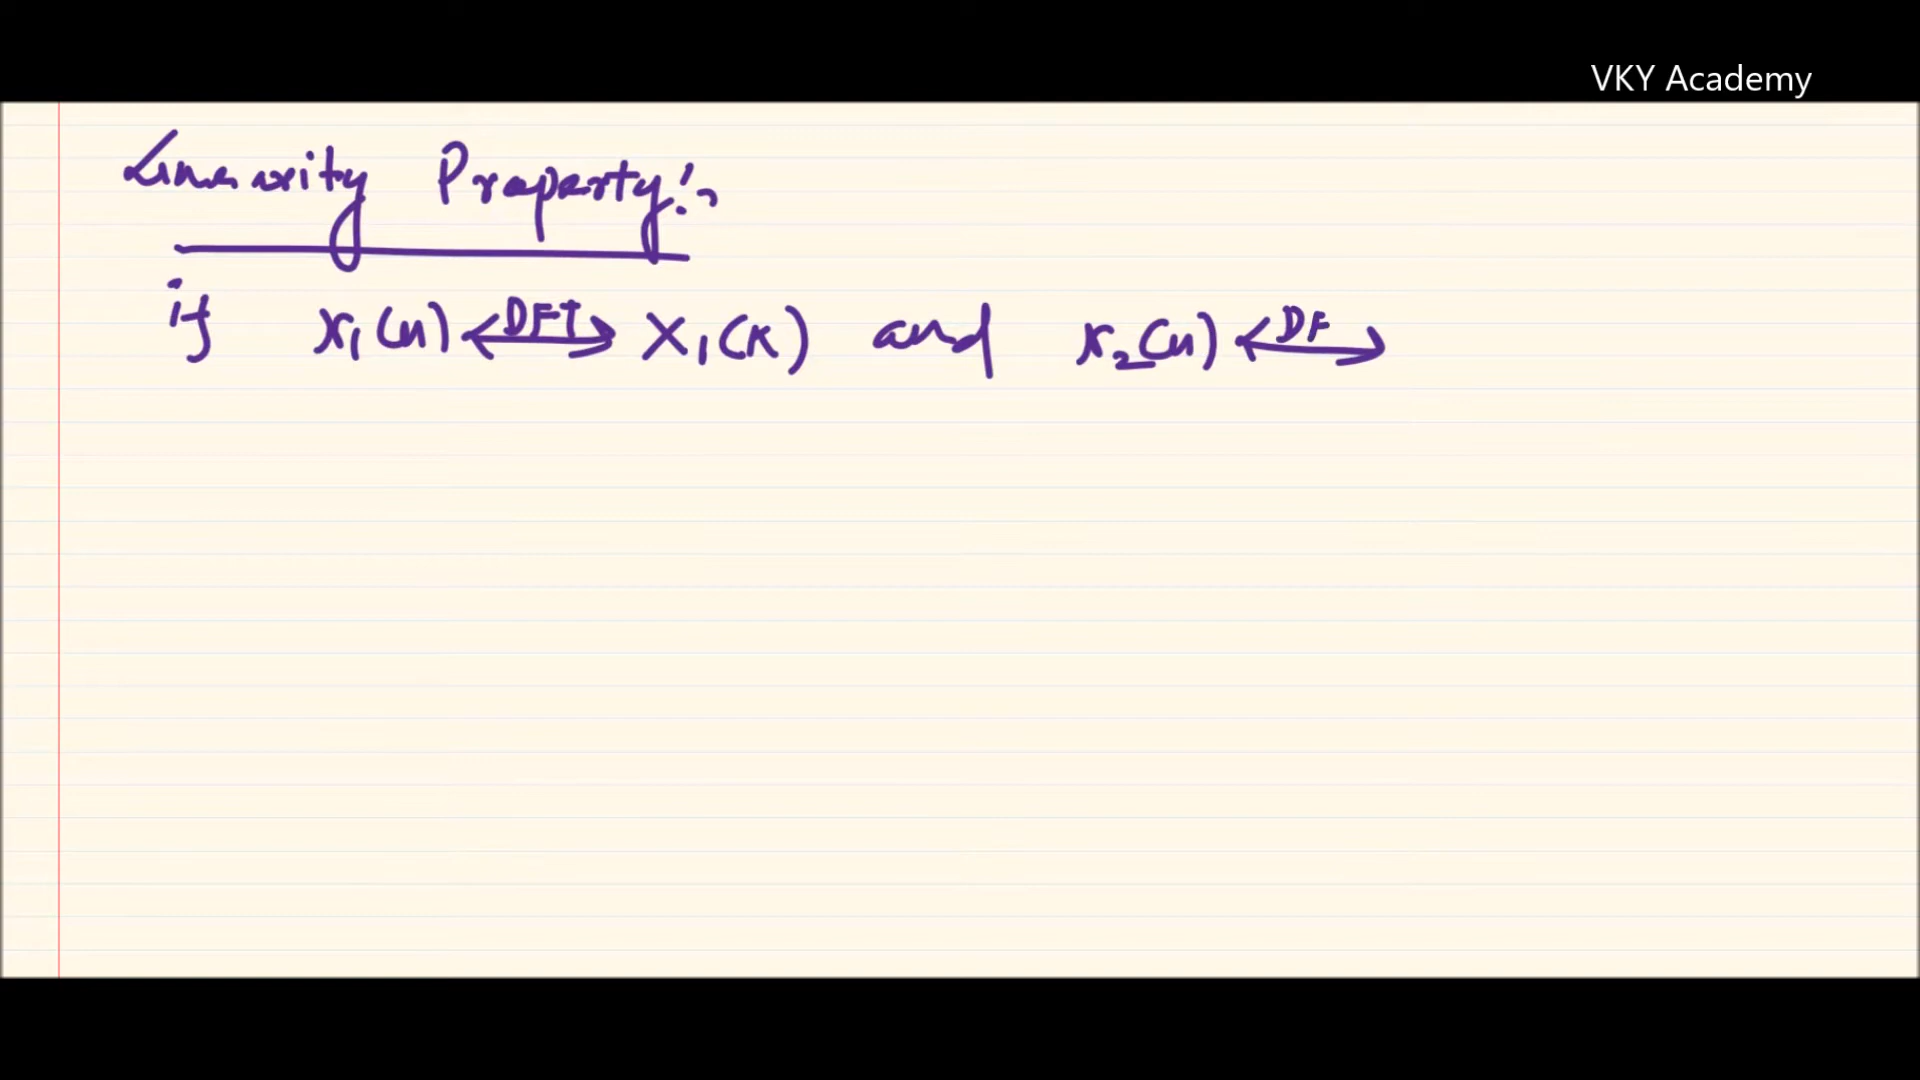 VKY Academy
Linearity Property:-
if x₁(n) <-DFT-> X₁(K) and x₂(n) <-DF->